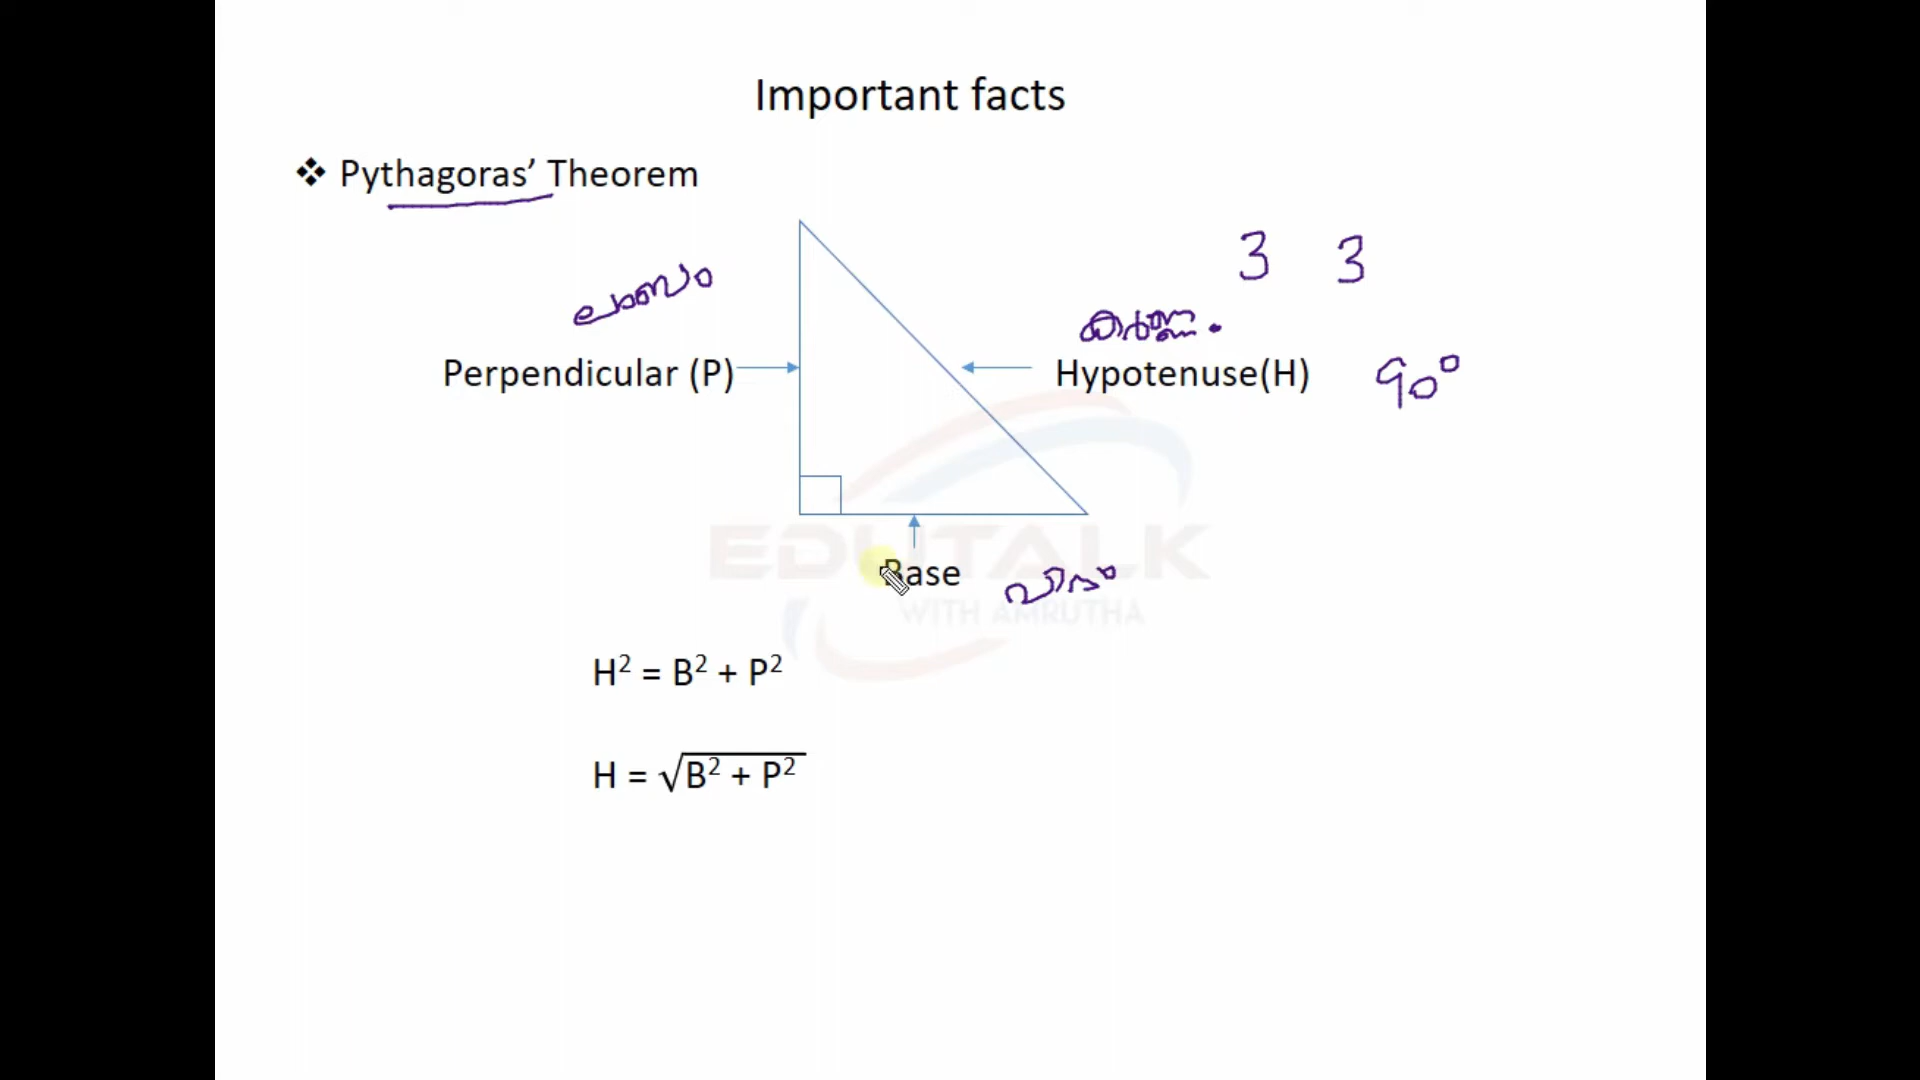 Important facts
❖ Pythagoras’ Theorem
3 3
ലംബം
കർണ്ണം.
Perpendicular (P) Hypotenuse(H) 90°
EDUTALK
Base
WITH AMRUTHA
H² = B² + P²
H = √B² + P²